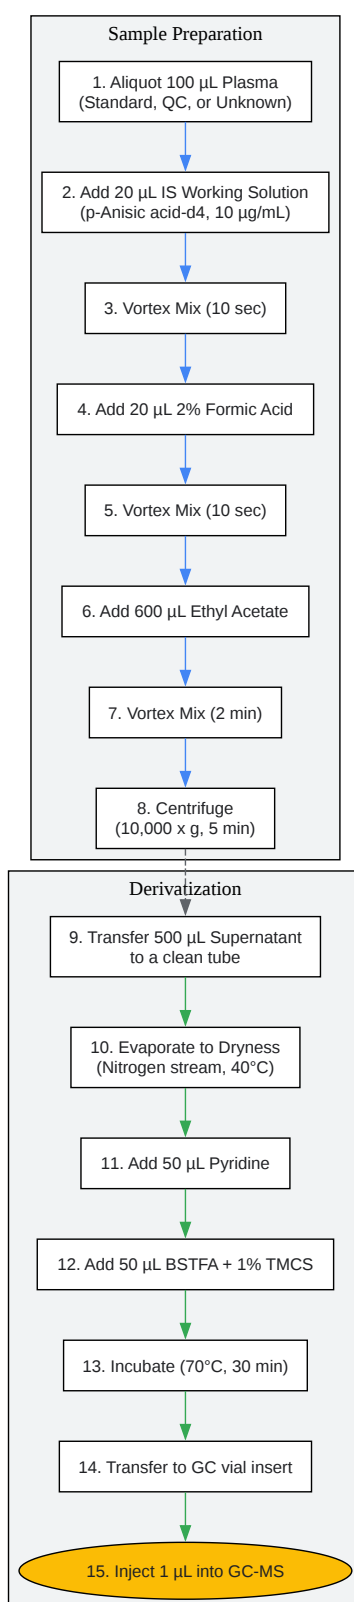 Sample Preparation
1. Aliquot 100 µL Plasma
(Standard, QC, or Unknown)
2. Add 20 µL IS Working Solution
(p-Anisic acid-d4, 10 µg/mL)
3. Vortex Mix (10 sec)
4. Add 20 µL 2% Formic Acid
5. Vortex Mix (10 sec)
6. Add 600 µL Ethyl Acetate
7. Vortex Mix (2 min)
8. Centrifuge
(10,000 x g, 5 min)
Derivatization
9. Transfer 500 µL Supernatant
to a clean tube
10. Evaporate to Dryness
(Nitrogen stream, 40°C)
11. Add 50 µL Pyridine
12. Add 50 µL BSTFA + 1% TMCS
13. Incubate (70°C, 30 min)
14. Transfer to GC vial insert
15. Inject 1 µL into GC-MS